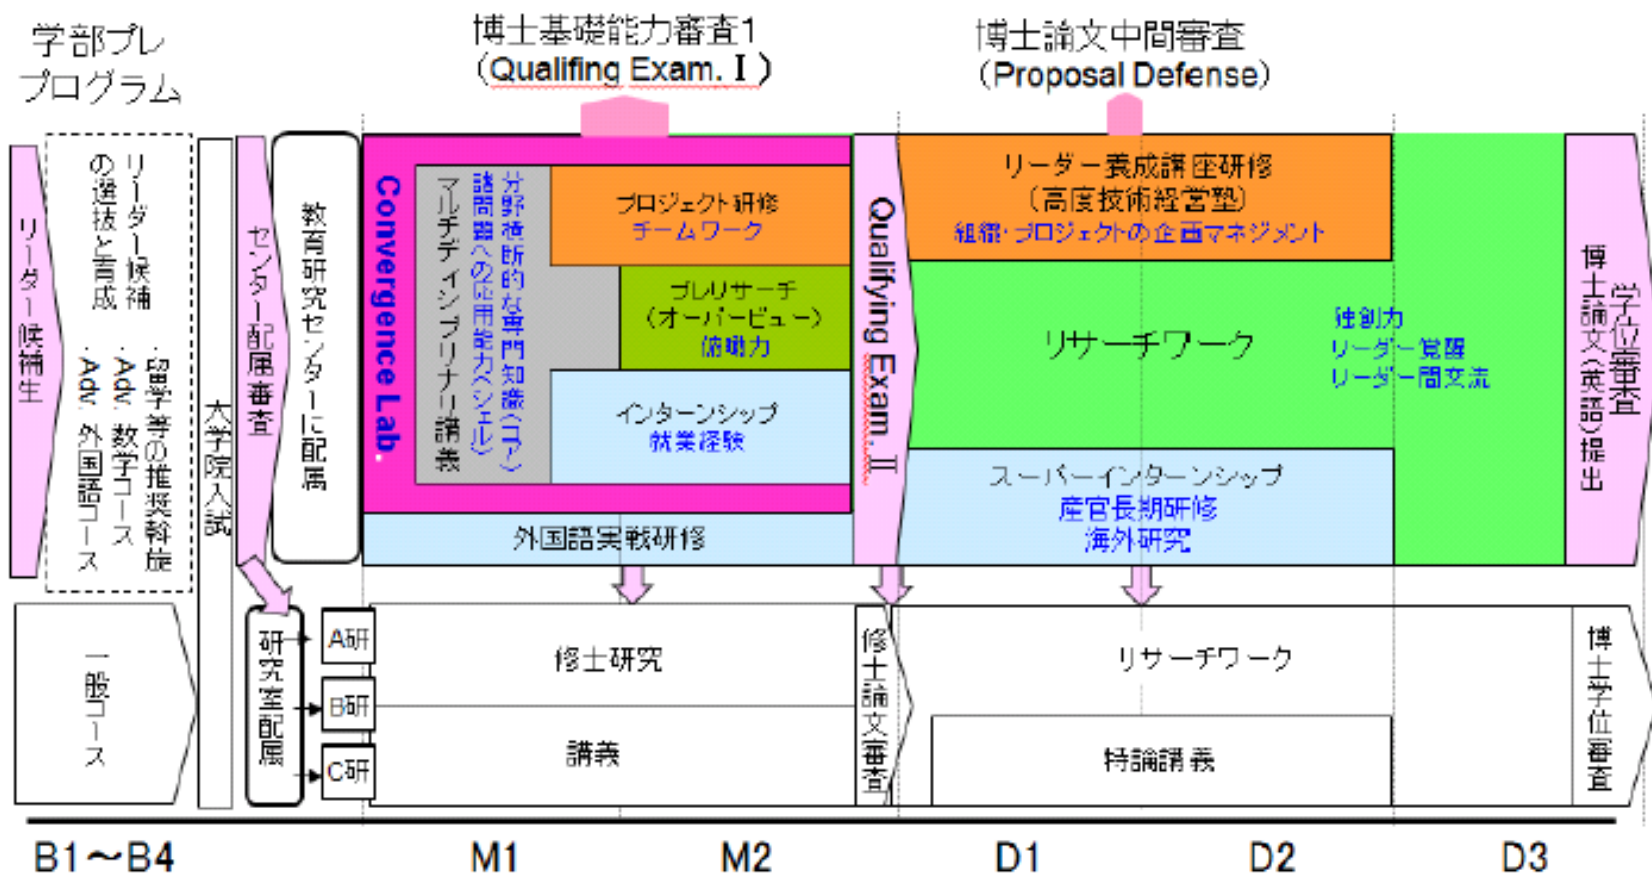 学部プレ
プログラム
博士基礎能力審査1
（Qualifing Exam. Ⅰ）
博士論文中間審査
（Proposal Defense）
リーダー候補生
リーダー候補
の選抜と育成
・留学等の推奨斡旋
・Adv. 数学コース
・Adv. 外国語コース
大学院入試
センター配属審査
教育研究センターに配属
Convergence Lab.
マルチディシプリナリ講義
分野横断的な専門知識(コア)
諸問題への応用能力(シェル)
プロジェクト研修
チームワーク
プレリサーチ
（オーバービュー）
俯瞰力
インターンシップ
就業経験
外国語実戦研修
Qualifying Exam. Ⅱ
リーダー養成講座研修
（高度技術経営塾）
組織・プロジェクトの企画マネジメント
リサーチワーク
独創力
リーダー覚醒
リーダー間交流
スーパーインターンシップ
産官長期研修
海外研究
学位審査
博士論文(英語)提出
一般コース
研究室配属
A研
B研
C研
修士研究
講義
修士論文審査
リサーチワーク
特論講義
博士学位審査
B1～B4
M1
M2
D1
D2
D3